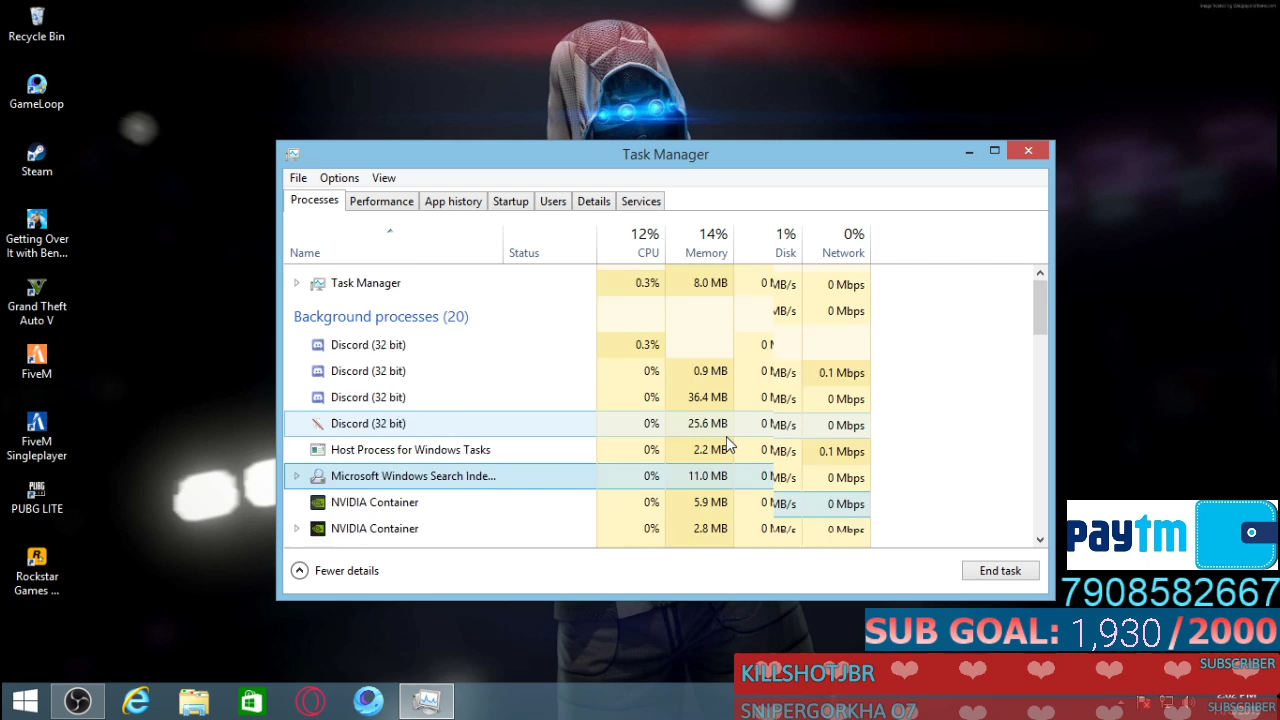 Recycle Bin
GameLoop
Steam
Getting Over
It with Ben...
Grand Theft
Auto V
FiveM
FiveM
Singleplayer
PUBG
LITE
PUBG LITE
Rockstar
Games ...
Task Manager
File Options View
Processes Performance App history Startup Users Details Services
12% 14% 1% 0%
Name Status CPU Memory Disk Network
Task Manager 0.3% 8.0 MB 0 MB/s 0 Mbps
MB/s 0 Mbps
Background processes (20)
Discord (32 bit) 0.3% 0
Discord (32 bit) 0% 0.9 MB 0 MB/s 0.1 Mbps
Discord (32 bit) 0% 36.4 MB 0 MB/s 0 Mbps
Discord (32 bit) 0% 25.6 MB 0 MB/s 0 Mbps
Host Process for Windows Tasks 0% 2.2 MB 0 MB/s 0.1 Mbps
Microsoft Windows Search Inde... 0% 11.0 MB 0 MB/s 0 Mbps
NVIDIA Container 0% 5.9 MB 0 MB/s 0 Mbps
NVIDIA Container 0% 2.8 MB 0 MB/s 0 Mbps
Fewer details End task
paytm
7908582667
SUB GOAL: 1,930/2000
KILLSHOTJBR SUBSCRIBER
SNIPERGORKHA 07 SUBSCRIBER